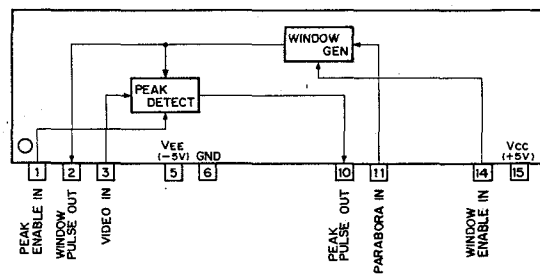 WINDOW
GEN
PEAK
DETECT
VEE
(-5V)
GND
VCC
(+5V)
1
2
3
5
6
10
11
14
15
PEAK
ENABLE IN
WINDOW
PULSE OUT
VIDEO IN
PEAK
PULSE OUT
PARABORA IN
WINDOW
ENABLE IN